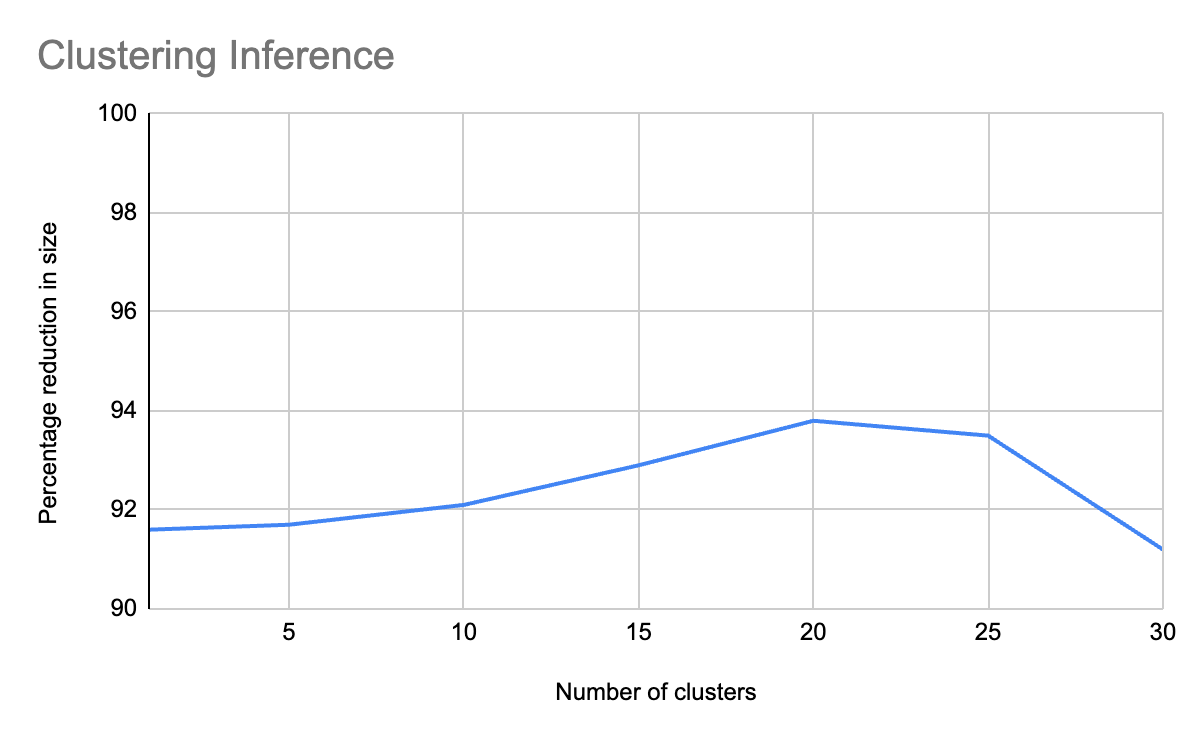 Clustering Inference
100
98
96
94
92
90
Percentage reduction in size
5 10 15 20 25 30
Number of clusters